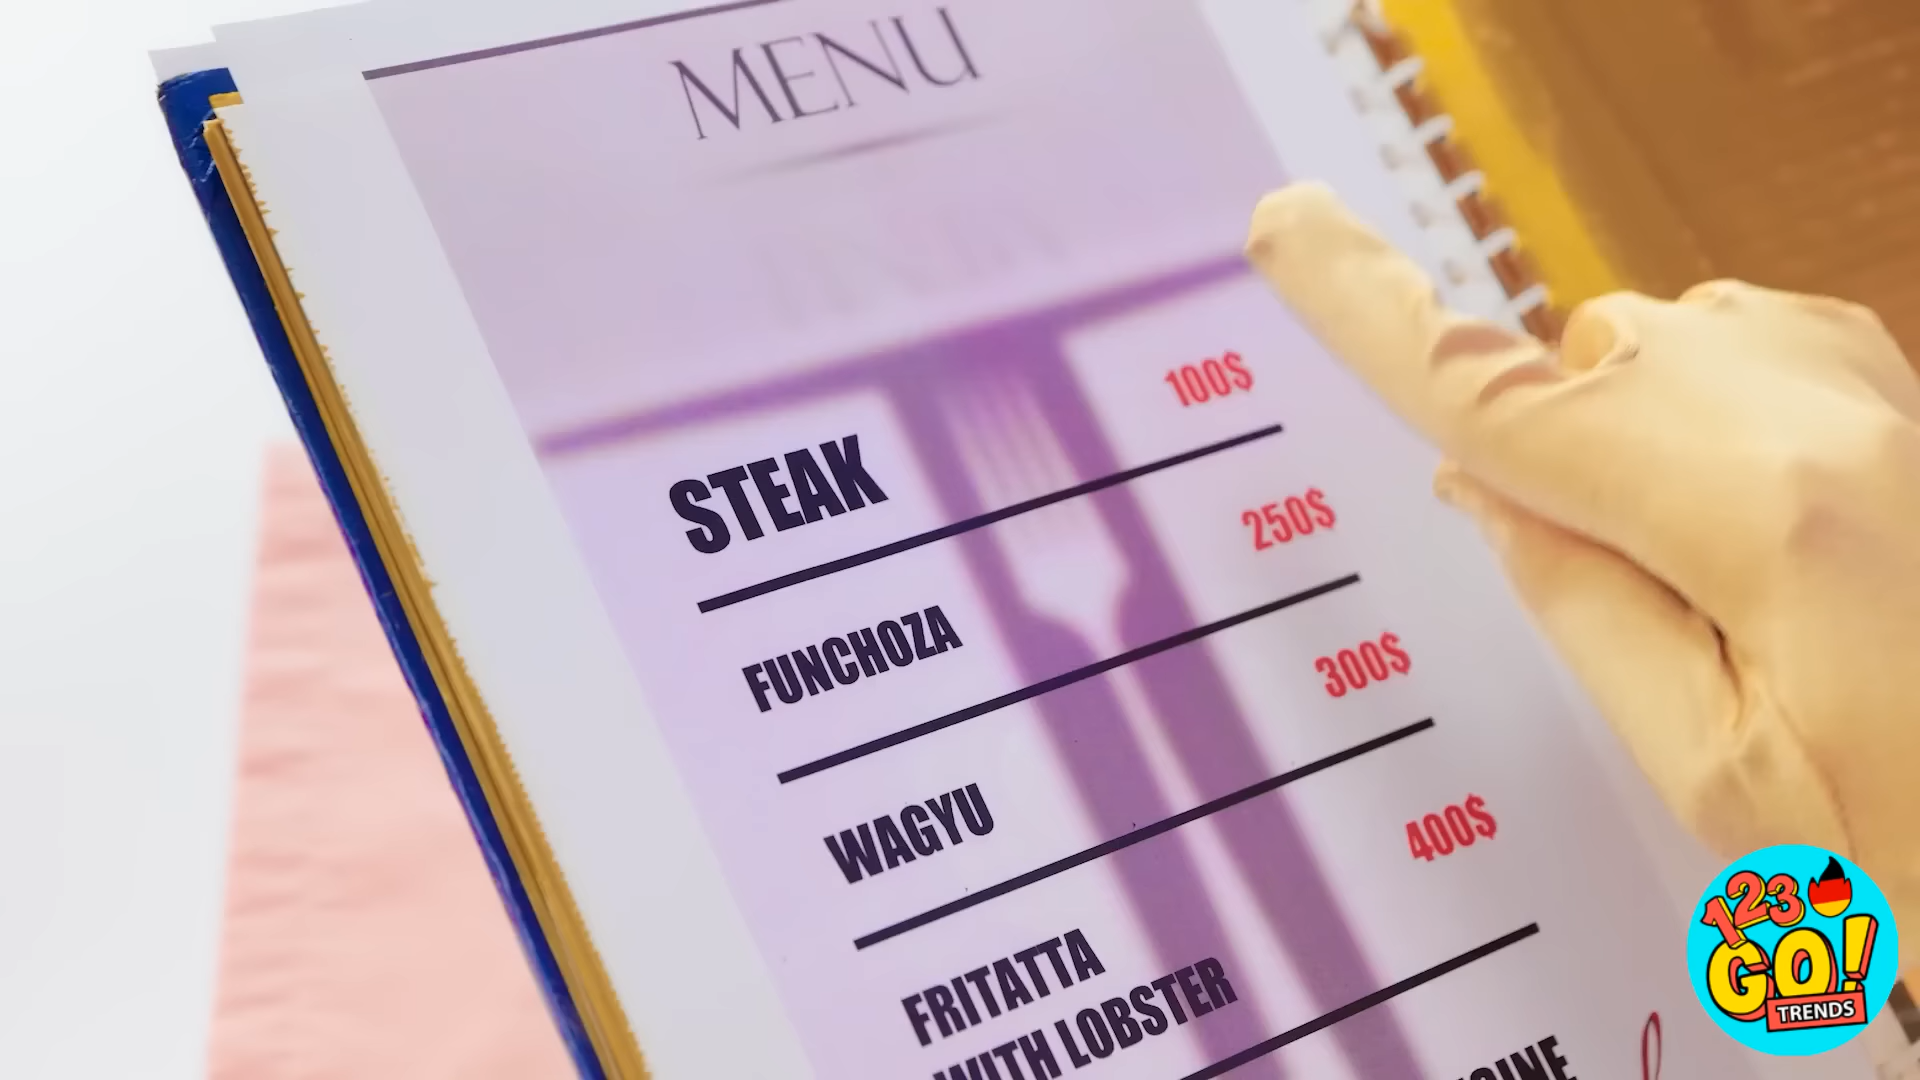 MENU
STEAK 100$
FUNCHOZA 250$
WAGYU 300$
FRITATTA 400$
WITH LOBSTER
123
GO!
TRENDS